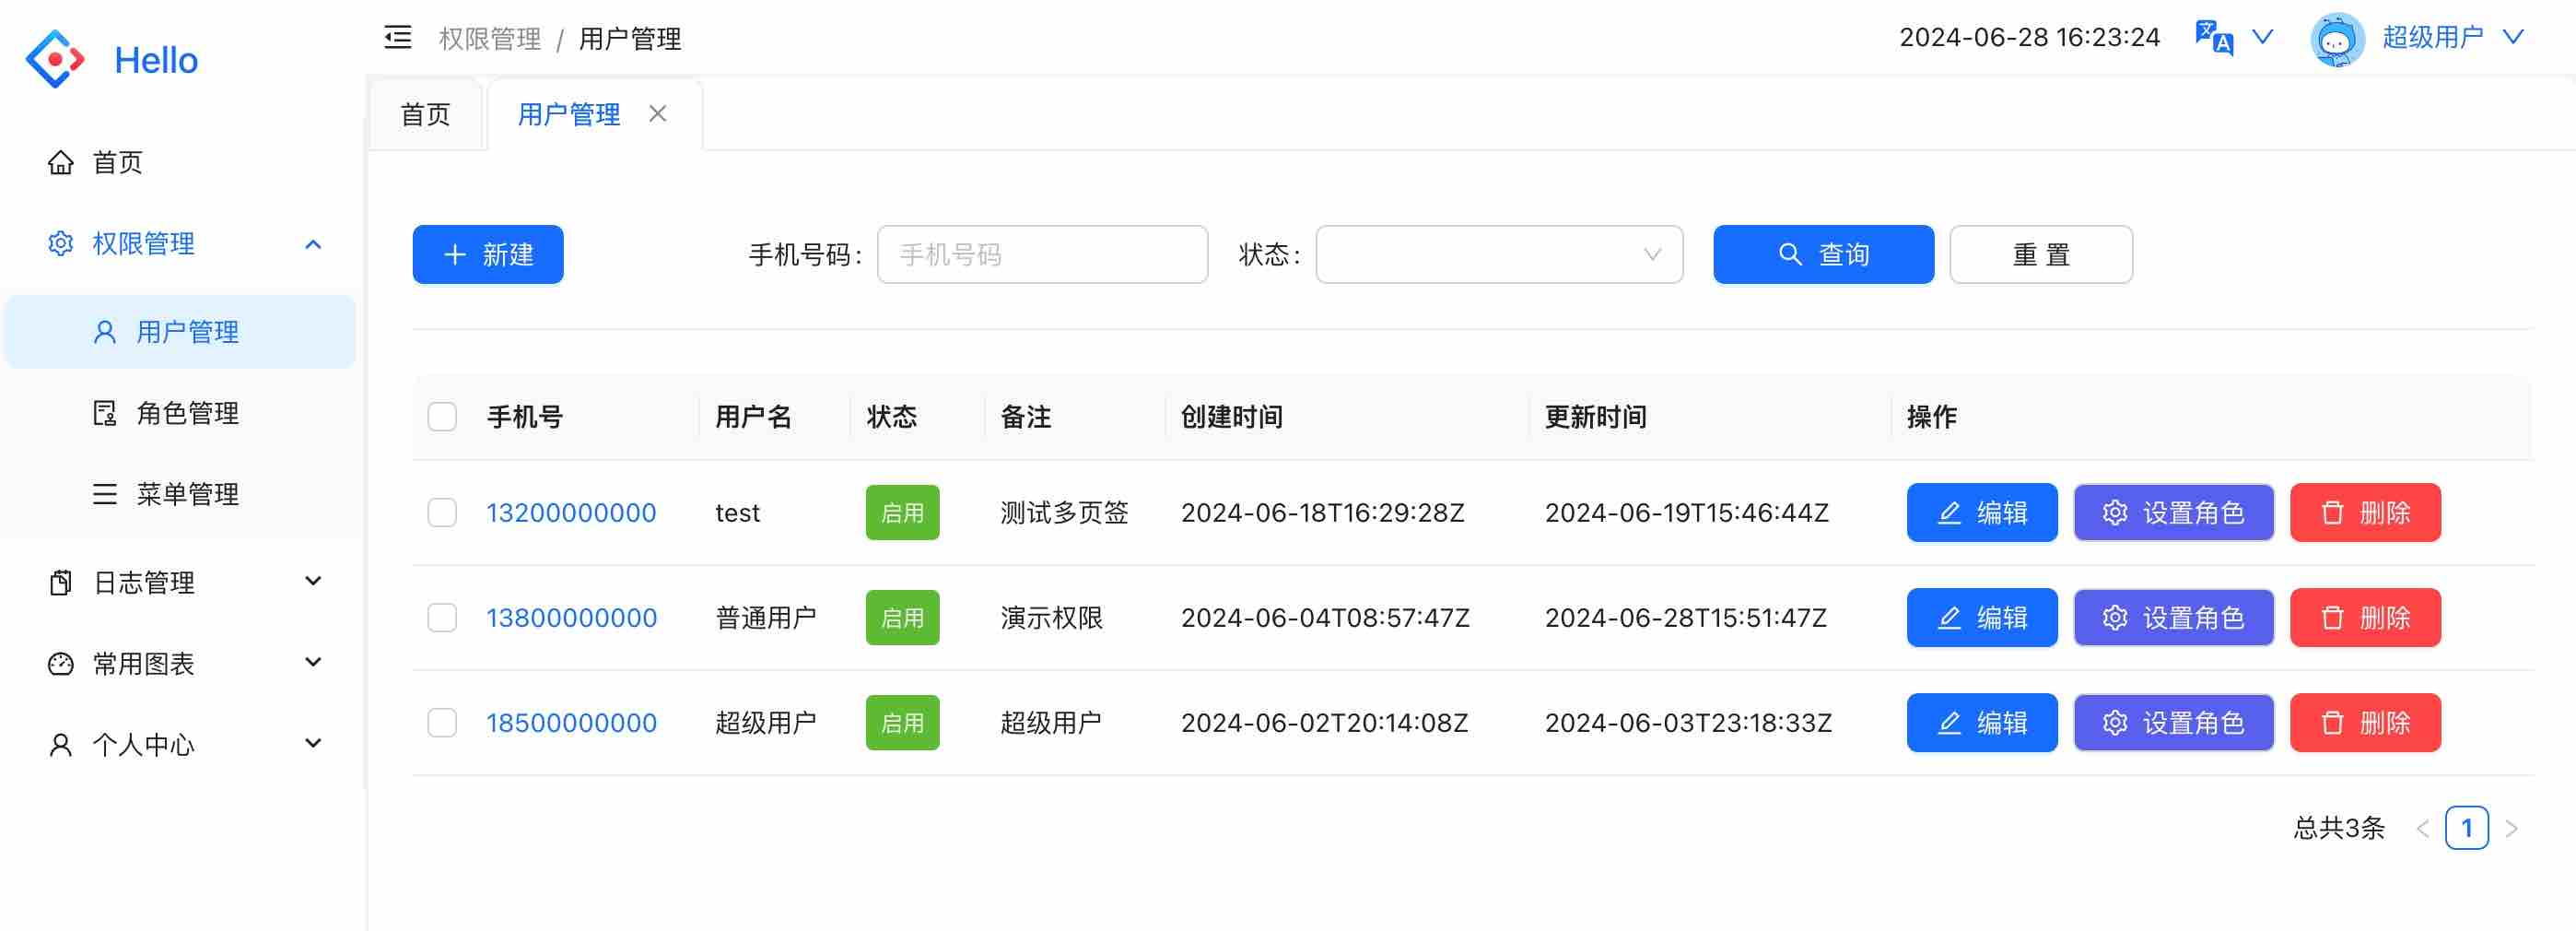 Hello
首页
权限管理
用户管理
角色管理
菜单管理
日志管理
常用图表
个人中心
权限管理 / 用户管理
2024-06-28 16:23:24
文A
超级用户
首页 用户管理
新建 手机号码: 手机号码 状态: 查询 重 置
手机号 用户名 状态 备注 创建时间 更新时间 操作
13200000000 test 启用 测试多页签 2024-06-18T16:29:28Z 2024-06-19T15:46:44Z 编辑 设置角色 删除
13800000000 普通用户 启用 演示权限 2024-06-04T08:57:47Z 2024-06-28T15:51:47Z 编辑 设置角色 删除
18500000000 超级用户 启用 超级用户 2024-06-02T20:14:08Z 2024-06-03T23:18:33Z 编辑 设置角色 删除
总共3条 < 1 >